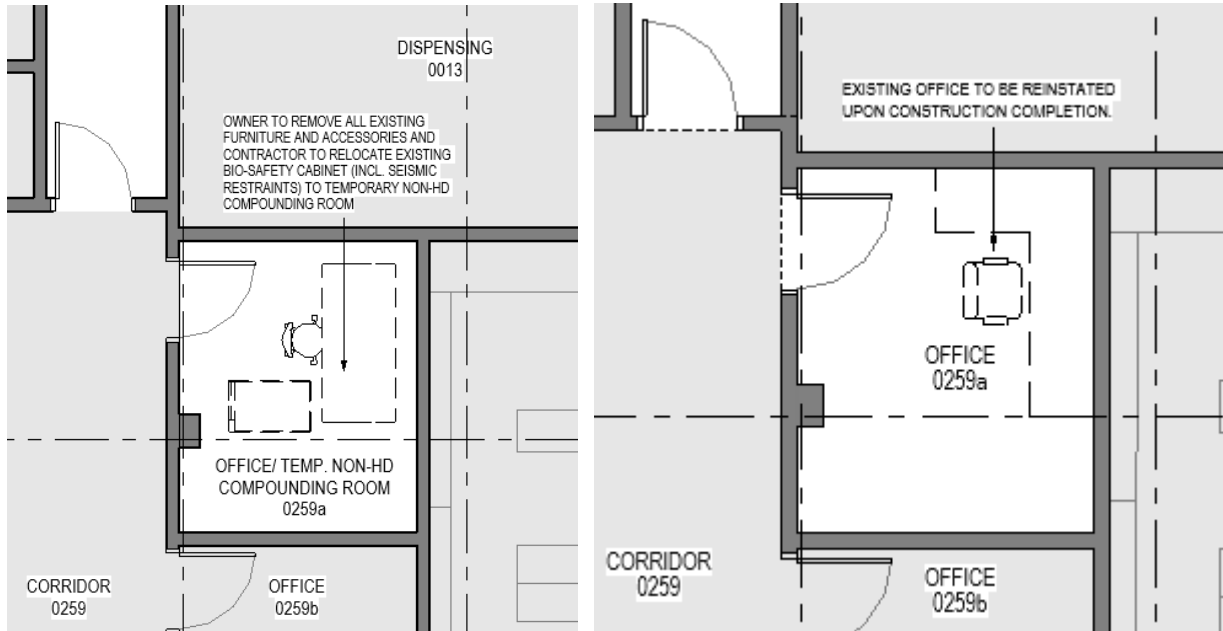 DISPENSING
0013
OWNER TO REMOVE ALL EXISTING
FURNITURE AND ACCESSORIES AND
CONTRACTOR TO RELOCATE EXISTING
BIO-SAFETY CABINET (INCL. SEISMIC
RESTRAINTS) TO TEMPORARY NON-HD
COMPOUNDING ROOM
OFFICE/ TEMP. NON-HD
COMPOUNDING ROOM
0259a
CORRIDOR
0259
OFFICE
0259b
EXISTING OFFICE TO BE REINSTATED
UPON CONSTRUCTION COMPLETION.
OFFICE
0259a
CORRIDOR
0259
OFFICE
0259b